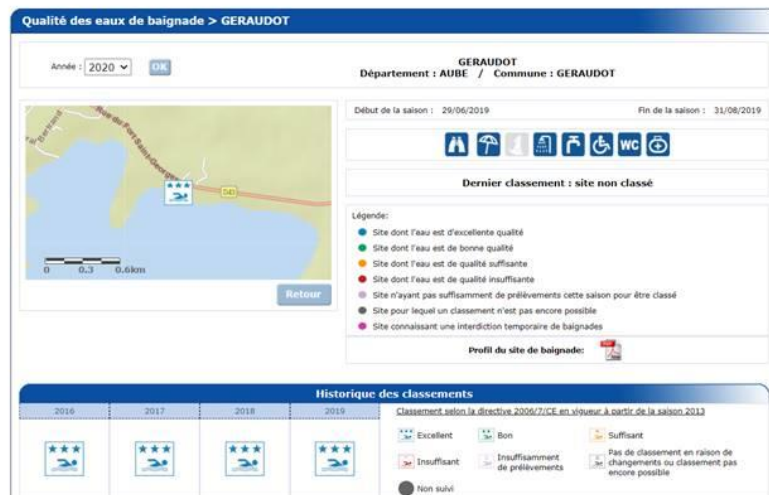 Qualité des eaux de baignade > GERAUDOT
Année : 2020 OK
GERAUDOT
Département : AUBE / Commune : GERAUDOT
Rue du Fort Saint-Georges
Bertrand
D43
0 0.3 0.6km
Retour
Début de la saison : 29/06/2019 Fin de la saison : 31/08/2019
WC
Dernier classement : site non classé
Légende:
Site dont l'eau est d'excellente qualité
Site dont l'eau est de bonne qualité
Site dont l'eau est de qualité suffisante
Site dont l'eau est de qualité insuffisante
Site n'ayant pas suffisamment de prélèvements cette saison pour être classé
Site pour lequel un classement n'est pas encore possible
Site connaissant une interdiction temporaire de baignades
Profil du site de baignade:
Historique des classements
2016 2017 2018 2019
Classement selon la directive 2006/7/CE en vigueur à partir de la saison 2013
Excellent Bon Suffisant
Insuffisant Insuffisamment de prélèvements Pas de classement en raison de changements ou classement pas encore possible
Non suivi